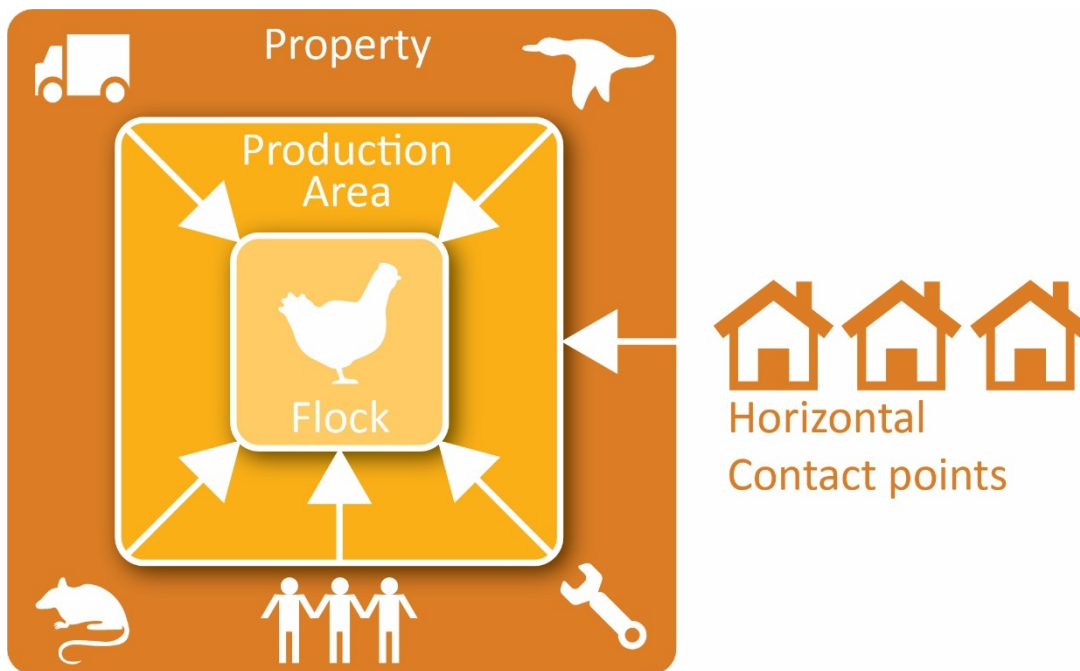 Property
Production
Area
Flock
Horizontal
Contact points